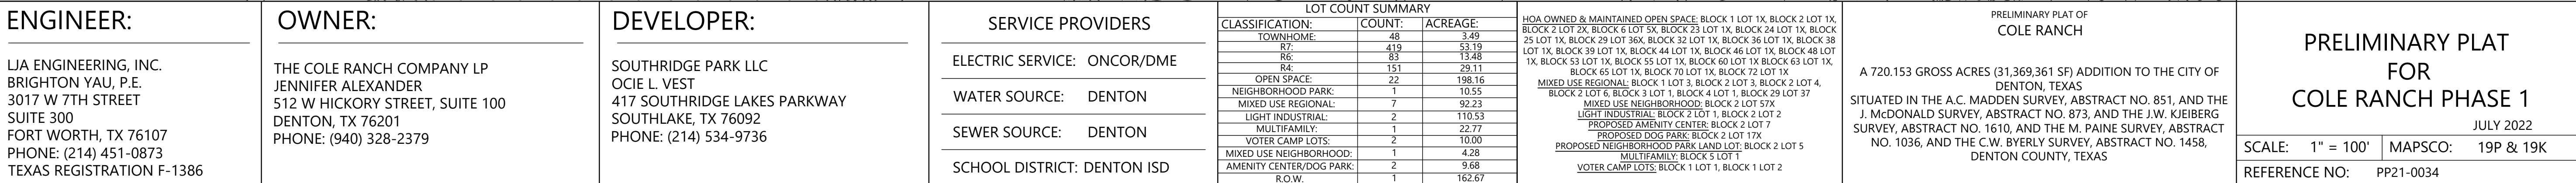 ENGINEER:
LJA ENGINEERING, INC.
BRIGHTON YAU, P.E.
3017 W 7TH STREET
SUITE 300
FORT WORTH, TX 76107
PHONE: (214) 451-0873
TEXAS REGISTRATION F-1386
OWNER:
THE COLE RANCH COMPANY LP
JENNIFER ALEXANDER
512 W HICKORY STREET, SUITE 100
DENTON, TX 76201
PHONE: (940) 328-2379
DEVELOPER:
SOUTHRIDGE PARK LLC
OCIE L. VEST
417 SOUTHRIDGE LAKES PARKWAY
SOUTHLAKE, TX 76092
PHONE: (214) 534-9736
SERVICE PROVIDERS
ELECTRIC SERVICE: ONCOR/DME
WATER SOURCE: DENTON
SEWER SOURCE: DENTON
SCHOOL DISTRICT: DENTON ISD
LOT COUNT SUMMARY
CLASSIFICATION: COUNT: ACREAGE:
TOWNHOME: 48 3.49
R7: 419 53.19
R6: 83 13.48
R4: 151 29.11
OPEN SPACE: 22 198.16
NEIGHBORHOOD PARK: 1 10.55
MIXED USE REGIONAL: 7 92.23
LIGHT INDUSTRIAL: 2 110.53
MULTIFAMILY: 1 22.77
VOTER CAMP LOTS: 2 10.00
MIXED USE NEIGHBORHOOD: 1 4.28
AMENITY CENTER/DOG PARK: 2 9.68
R.O.W. 1 162.67
HOA OWNED & MAINTAINED OPEN SPACE: BLOCK 1 LOT 1X, BLOCK 2 LOT 1X,
BLOCK 2 LOT 2X, BLOCK 6 LOT 5X, BLOCK 23 LOT 1X, BLOCK 24 LOT 1X, BLOCK
25 LOT 1X, BLOCK 29 LOT 36X, BLOCK 32 LOT 1X, BLOCK 36 LOT 1X, BLOCK 38
LOT 1X, BLOCK 39 LOT 1X, BLOCK 44 LOT 1X, BLOCK 46 LOT 1X, BLOCK 48 LOT
1X, BLOCK 53 LOT 1X, BLOCK 55 LOT 1X, BLOCK 60 LOT 1X BLOCK 63 LOT 1X,
BLOCK 65 LOT 1X, BLOCK 70 LOT 1X, BLOCK 72 LOT 1X
MIXED USE REGIONAL: BLOCK 1 LOT 3, BLOCK 2 LOT 3, BLOCK 2 LOT 4,
BLOCK 2 LOT 6, BLOCK 3 LOT 1, BLOCK 4 LOT 1, BLOCK 29 LOT 37
MIXED USE NEIGHBORHOOD: BLOCK 2 LOT 57X
LIGHT INDUSTRIAL: BLOCK 2 LOT 1, BLOCK 2 LOT 2
PROPOSED AMENITY CENTER: BLOCK 2 LOT 7
PROPOSED DOG PARK: BLOCK 2 LOT 17X
PROPOSED NEIGHBORHOOD PARK LAND LOT: BLOCK 2 LOT 5
MULTIFAMILY: BLOCK 5 LOT 1
VOTER CAMP LOTS: BLOCK 1 LOT 1, BLOCK 1 LOT 2
PRELIMINARY PLAT OF
COLE RANCH
A 720.153 GROSS ACRES (31,369,361 SF) ADDITION TO THE CITY OF
DENTON, TEXAS
SITUATED IN THE A.C. MADDEN SURVEY, ABSTRACT NO. 851, AND THE
J. McDONALD SURVEY, ABSTRACT NO. 873, AND THE J.W. KJEIBERG
SURVEY, ABSTRACT NO. 1610, AND THE M. PAINE SURVEY, ABSTRACT
NO. 1036, AND THE C.W. BYERLY SURVEY, ABSTRACT NO. 1458,
DENTON COUNTY, TEXAS
PRELIMINARY PLAT
FOR
COLE RANCH PHASE 1
JULY 2022
SCALE: 1" = 100' MAPSCO: 19P & 19K
REFERENCE NO: PP21-0034